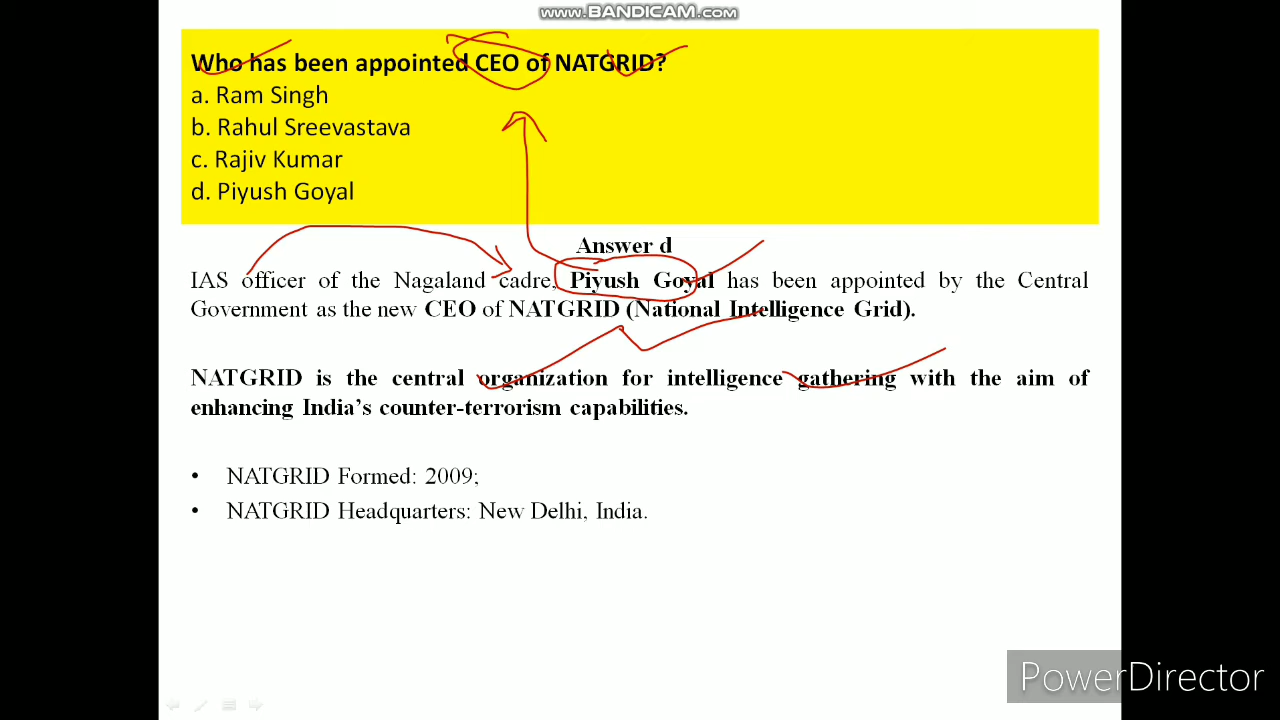 www.BANDICAM.com
Who has been appointed CEO of NATGRID?
a. Ram Singh
b. Rahul Sreevastava
c. Rajiv Kumar
d. Piyush Goyal
Answer d
IAS officer of the Nagaland cadre, Piyush Goyal has been appointed by the Central
Government as the new CEO of NATGRID (National Intelligence Grid).
NATGRID is the central organization for intelligence gathering with the aim of
enhancing India's counter-terrorism capabilities.
• NATGRID Formed: 2009;
• NATGRID Headquarters: New Delhi, India.
PowerDirector